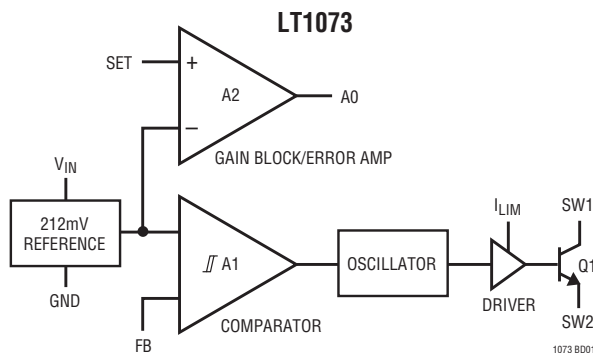 LT1073
SET
+
A2
A0
−
GAIN BLOCK/ERROR AMP
VIN
212mV
REFERENCE
GND
A1
FB
COMPARATOR
OSCILLATOR
ILIM
DRIVER
SW1
Q1
SW2
1073 BD01